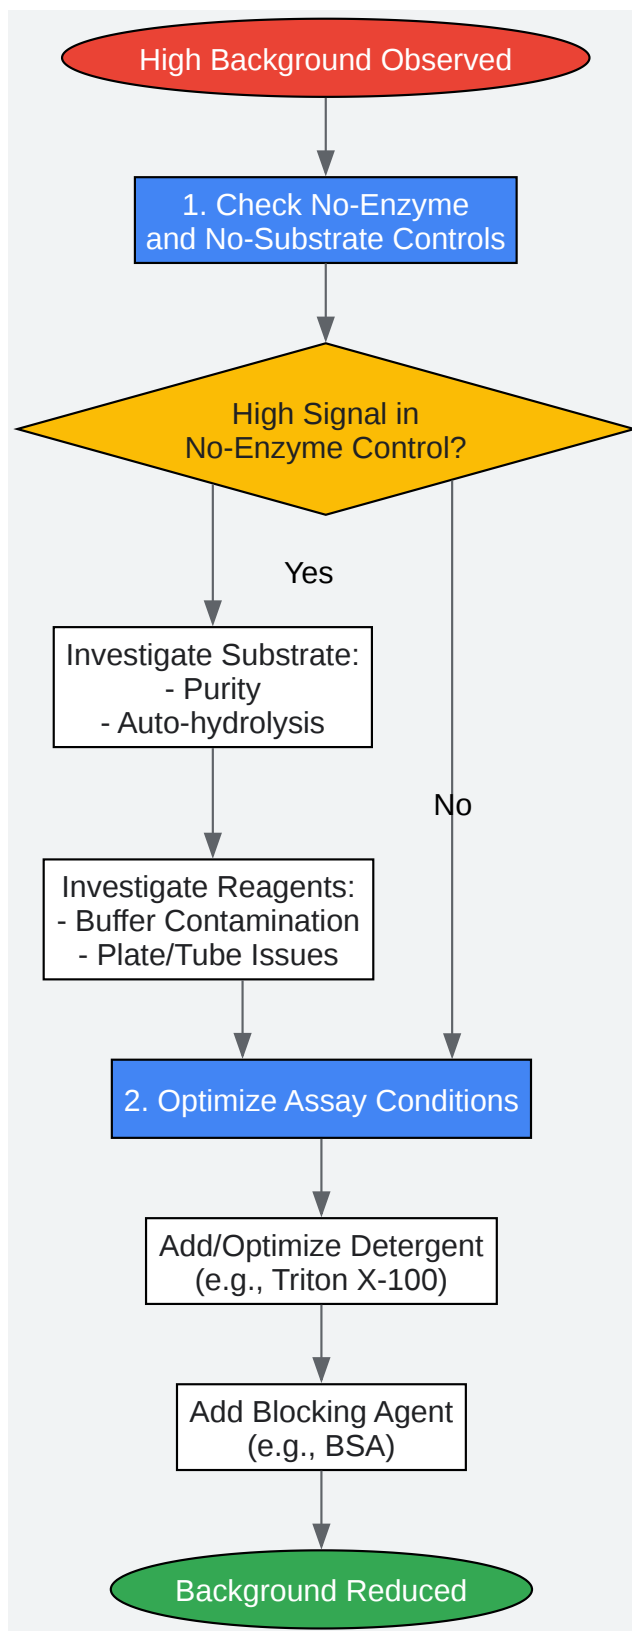 High Background Observed
1. Check No-Enzyme
and No-Substrate Controls
High Signal in
No-Enzyme Control?
Yes
Investigate Substrate:
- Purity
- Auto-hydrolysis
No
Investigate Reagents:
- Buffer Contamination
- Plate/Tube Issues
2. Optimize Assay Conditions
Add/Optimize Detergent
(e.g., Triton X-100)
Add Blocking Agent
(e.g., BSA)
Background Reduced